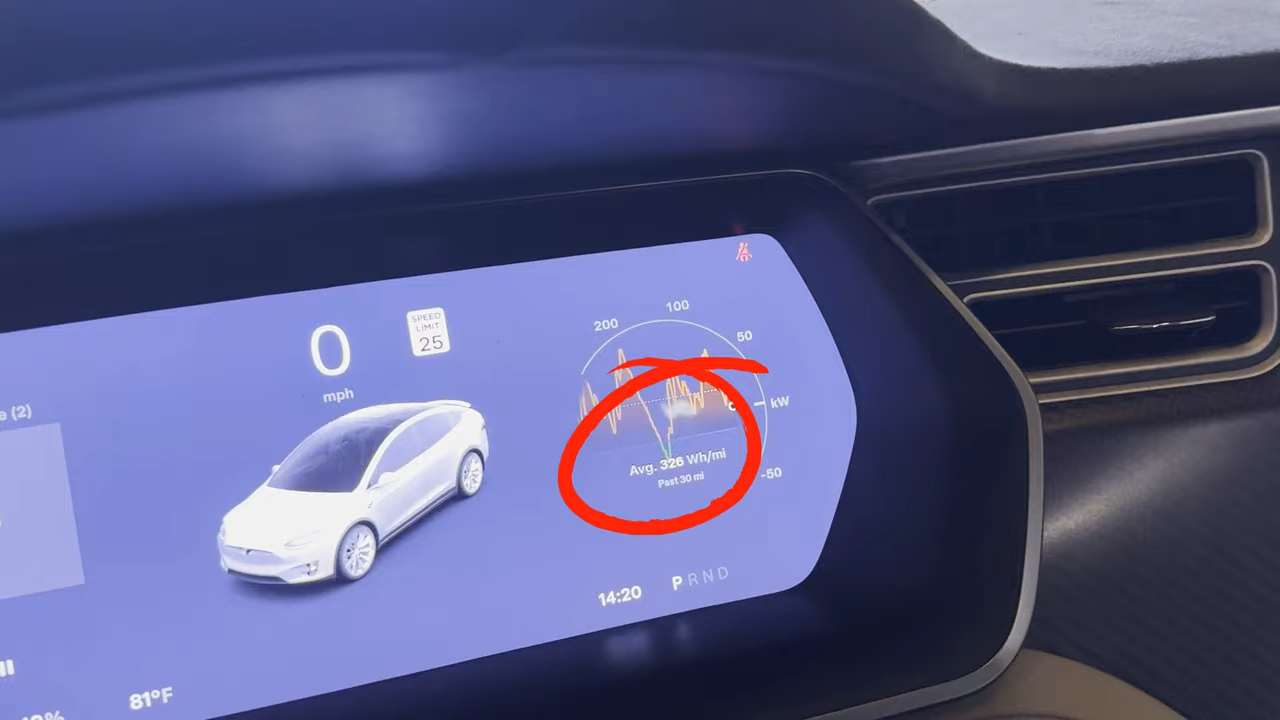 0
mph
SPEED
LIMIT
25
200
100
50
kW
-50
Avg. 326 Wh/mi
Past 30 mi
(2)
14:20
P R N D
81°F